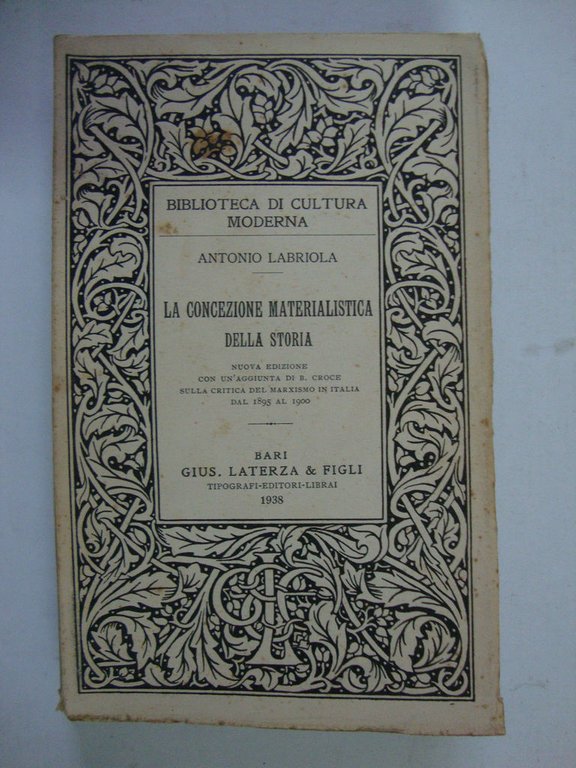 BIBLIOTECA DI CULTURA
MODERNA
ANTONIO LABRIOLA
LA CONCEZIONE MATERIALISTICA
DELLA STORIA
NUOVA EDIZIONE
CON UN'AGGIUNTA DI B. CROCE
SULLA CRITICA DEL MARXISMO IN ITALIA
DAL 1895 AL 1900
BARI
GIUS. LATERZA & FIGLI
TIPOGRAFI-EDITORI-LIBRAI
1938